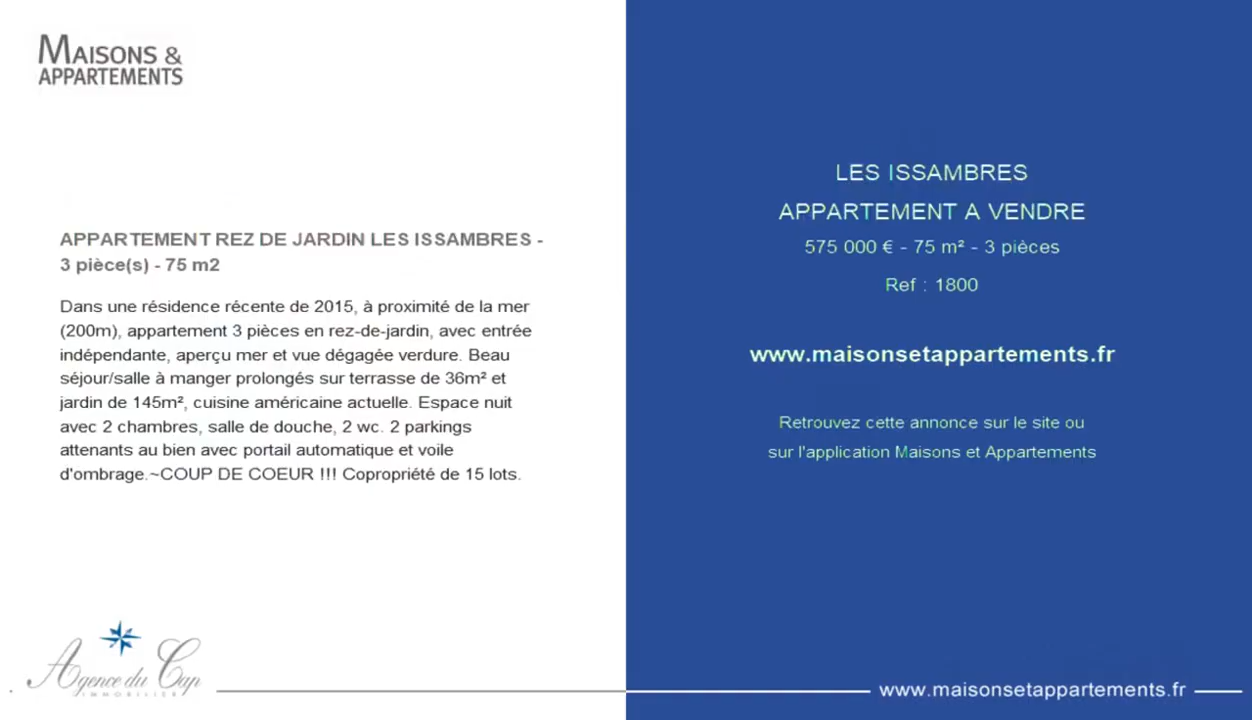 MAISONS &
APPARTEMENTS
APPARTEMENT REZ DE JARDIN LES ISSAMBRES -
3 pièce(s) - 75 m2
Dans une résidence récente de 2015, à proximité de la mer
(200m), appartement 3 pièces en rez-de-jardin, avec entrée
indépendante, aperçu mer et vue dégagée verdure. Beau
séjour/salle à manger prolongés sur terrasse de 36m² et
jardin de 145m², cuisine américaine actuelle. Espace nuit
avec 2 chambres, salle de douche, 2 wc. 2 parkings
attenants au bien avec portail automatique et voile
d'ombrage.~COUP DE COEUR !!! Copropriété de 15 lots.
Agence du Cap
IMMOBILIER
LES ISSAMBRES
APPARTEMENT A VENDRE
575 000 € - 75 m² - 3 pièces
Ref : 1800
www.maisonsetappartements.fr
Retrouvez cette annonce sur le site ou
sur l'application Maisons et Appartements
www.maisonsetappartements.fr